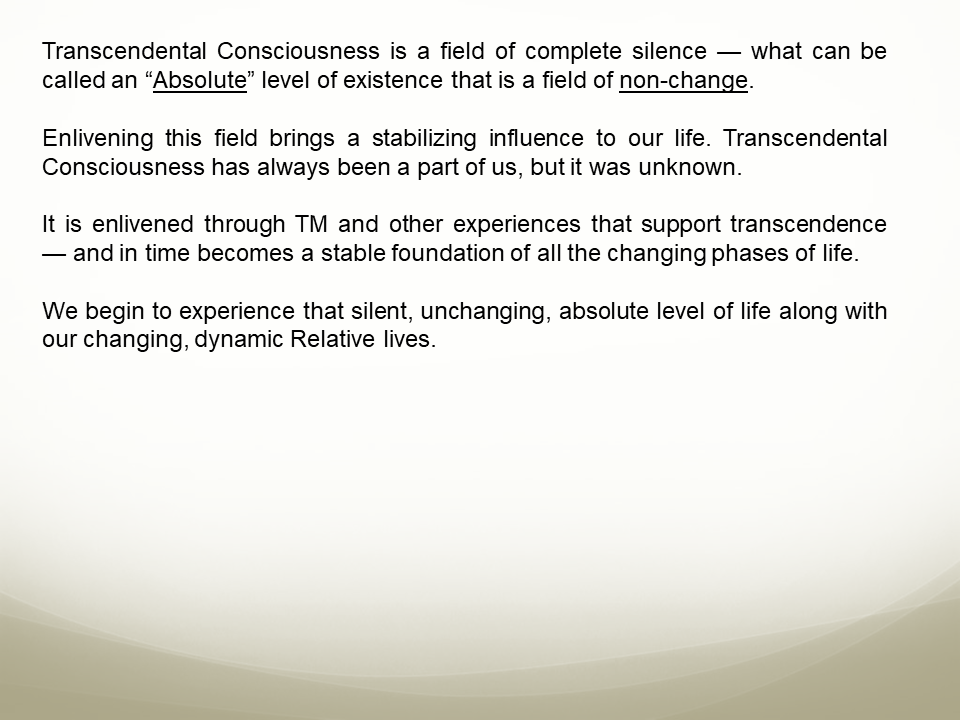 Transcendental Consciousness is a field of complete silence — what can be
called an “Absolute” level of existence that is a field of non-change.
Enlivening this field brings a stabilizing influence to our life. Transcendental
Consciousness has always been a part of us, but it was unknown.
It is enlivened through TM and other experiences that support transcendence
— and in time becomes a stable foundation of all the changing phases of life.
We begin to experience that silent, unchanging, absolute level of life along with
our changing, dynamic Relative lives.